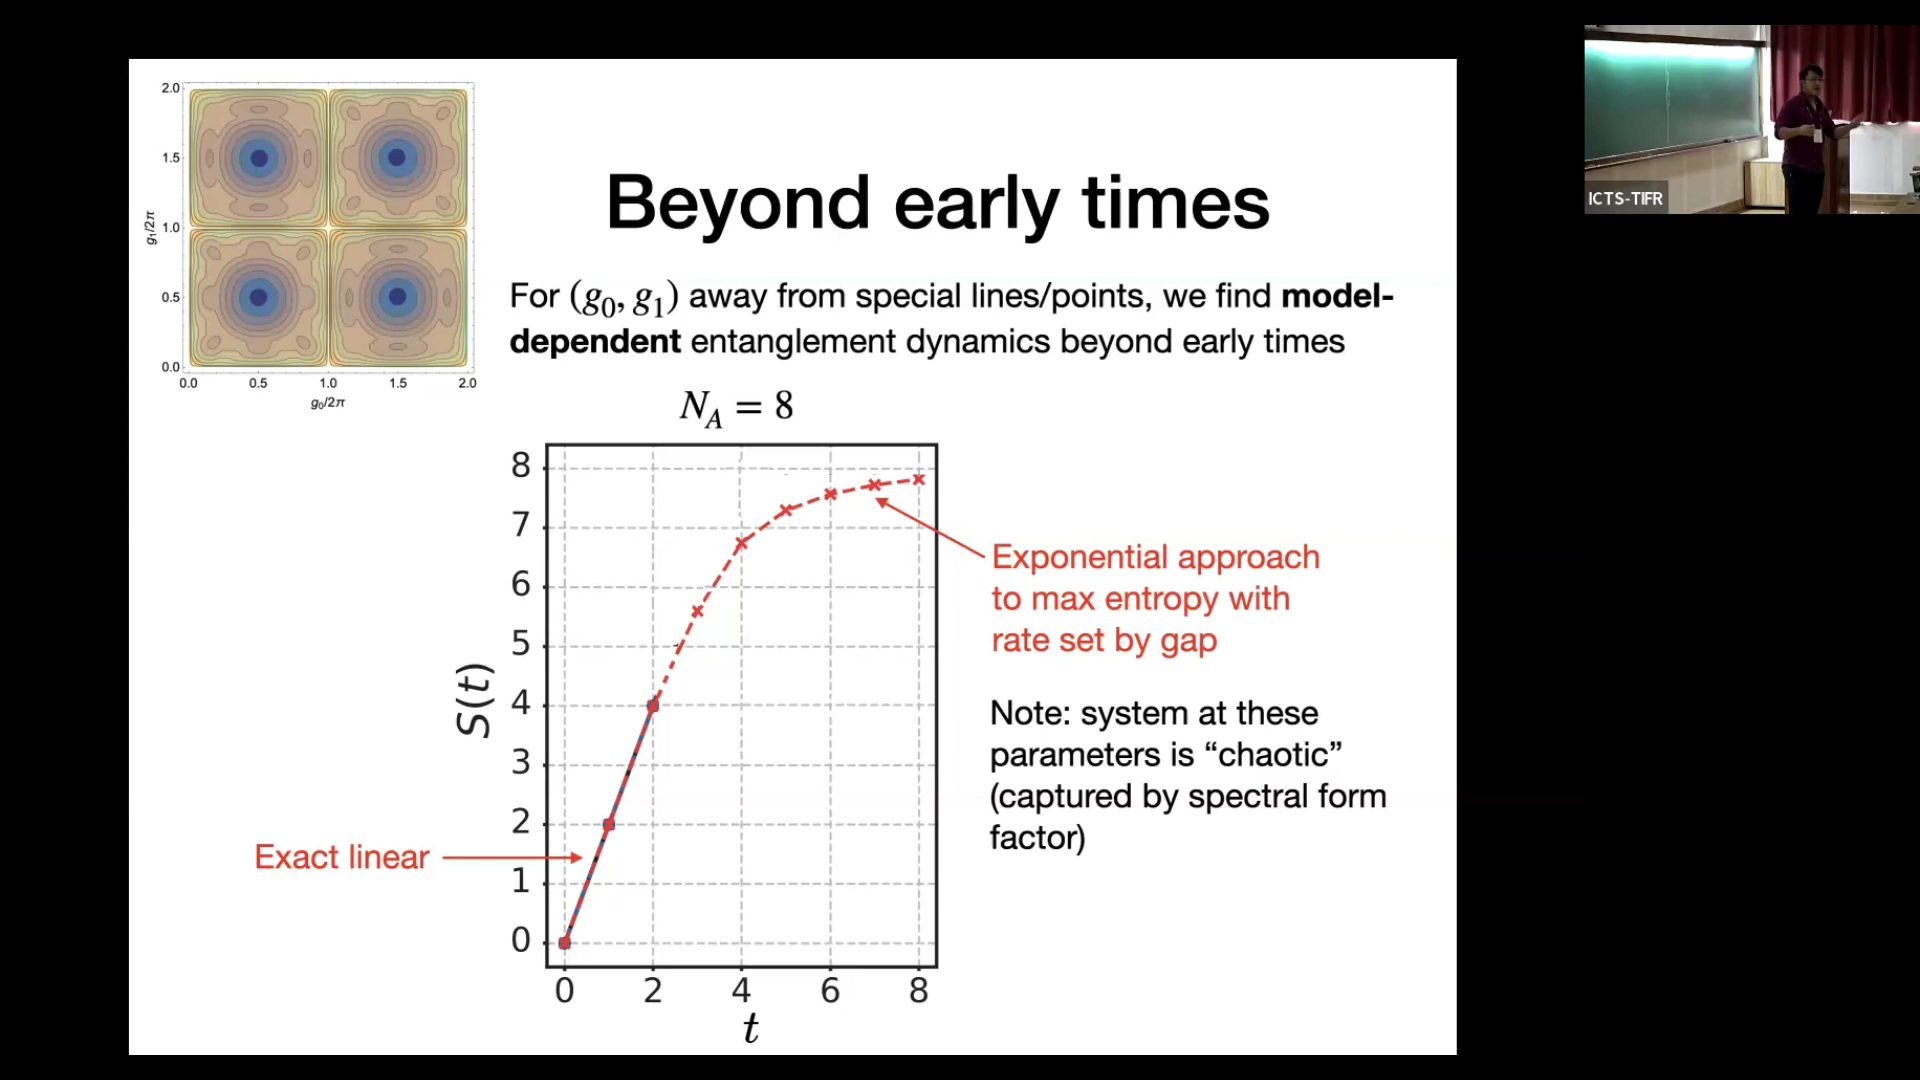 ICTS-TIFR
2.0
1.5
1.0
0.5
0.0
g₁/2π
0.0 0.5 1.0 1.5 2.0
g₀/2π
Beyond early times
For (g₀, g₁) away from special lines/points, we find model-
dependent entanglement dynamics beyond early times
N_A = 8
8
7
6
5
4
3
2
1
0
S(t)
0 2 4 6 8
t
Exact linear
Exponential approach
to max entropy with
rate set by gap
Note: system at these
parameters is “chaotic”
(captured by spectral form
factor)